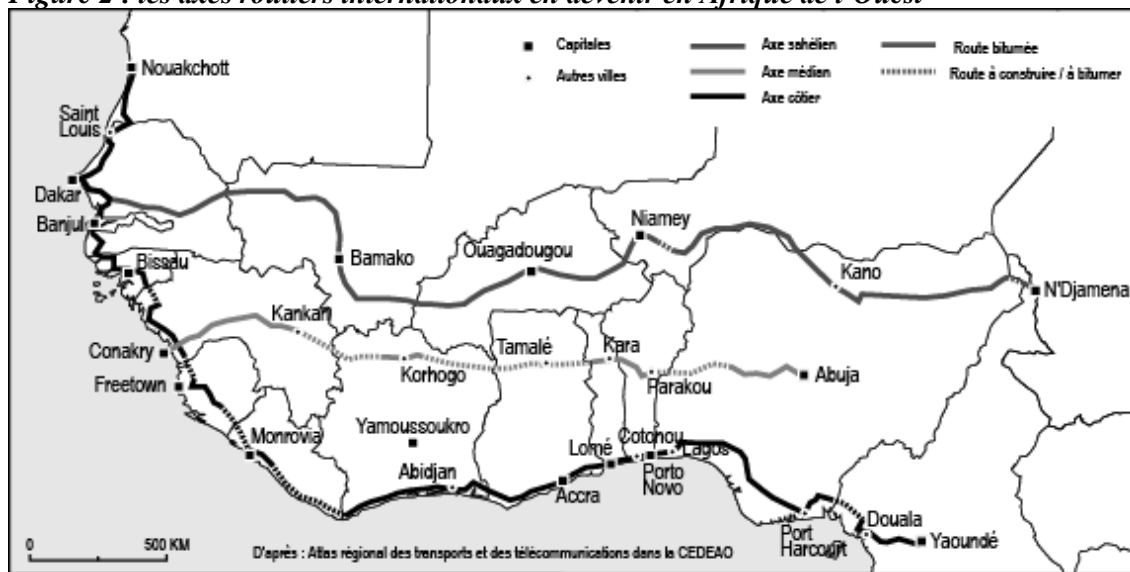 Figure 2 : les axes routiers internationaux en devenir en Afrique de l'Ouest
Capitales
Autres villes
Axe sahélien
Axe médian
Axe côtier
Route bitumée
Route à construire / à bitumer
Nouakchott
Saint
Louis
Dakar
Banjul
Bissau
Bamako
Ouagadougou
Niamey
Kano
N'Djamena
Kankan
Conakry
Freetown
Korhogo
Tamalé
Kara
Parakou
Abuja
Monrovia
Yamoussoukro
Abidjan
Accra
Lomé
Cotonou
Porto
Novo
Lagos
Port
Harcourt
Douala
Yaoundé
0
500 KM
D'après : Atlas régional des transports et des télécommunications dans la CEDEAO